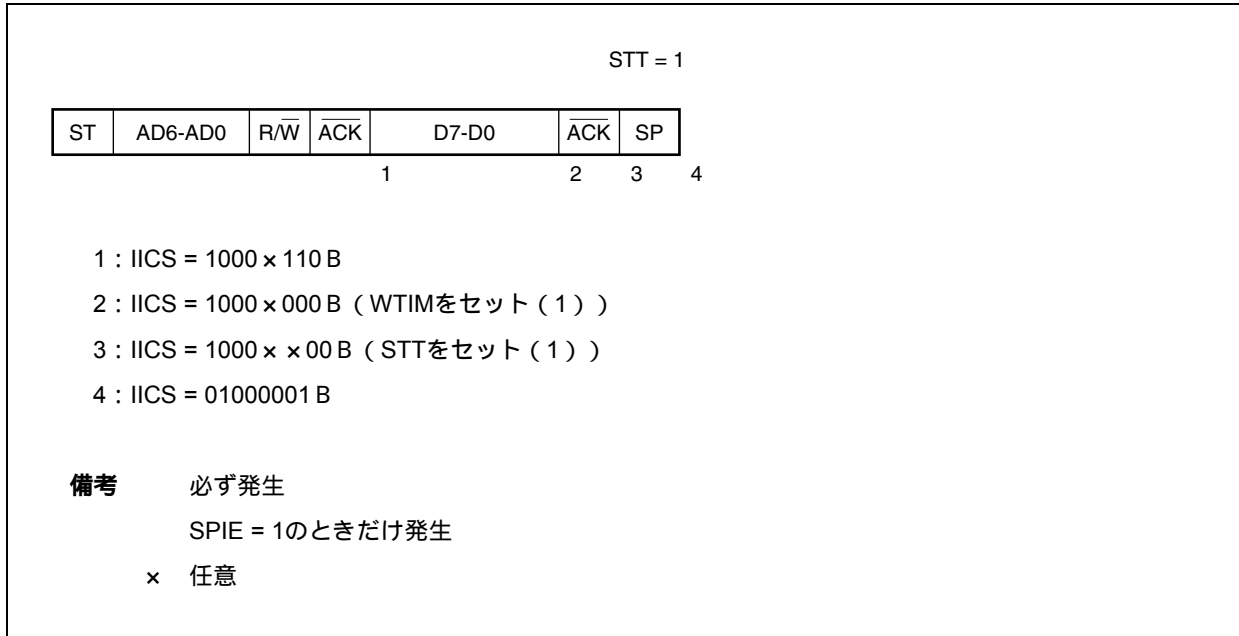 STT = 1
ST AD6-AD0 R/W̅ A̅C̅K̅ D7-D0 A̅C̅K̅ SP
1 2 3 4
1 : IICS = 1000×110 B
2 : IICS = 1000×000 B（WTIMをセット（1））
3 : IICS = 1000××00 B（STTをセット（1））
4 : IICS = 01000001 B
備考 必ず発生
SPIE = 1のときだけ発生
× 任意